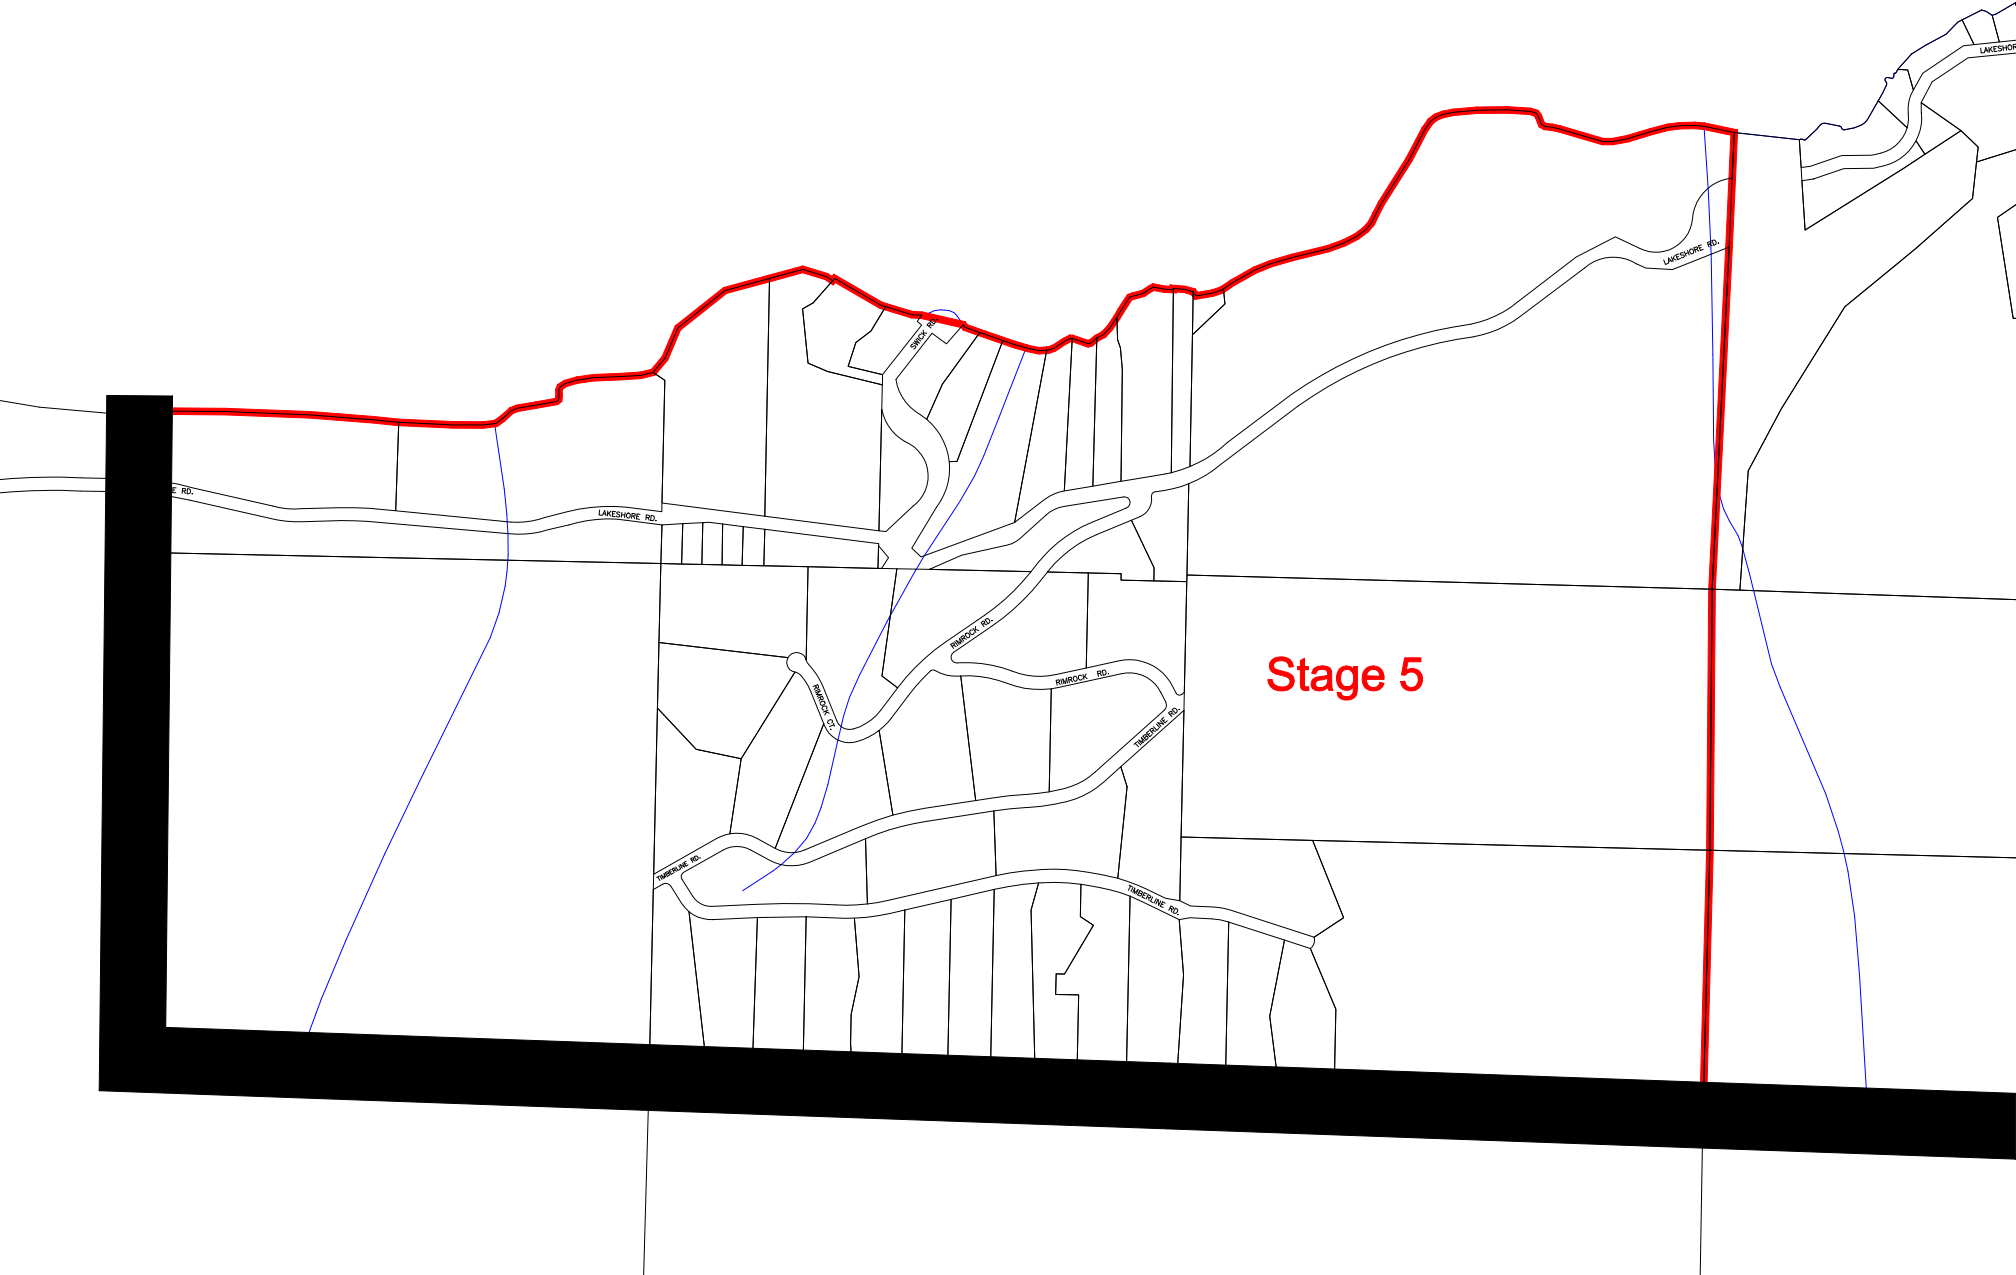 LAKESHOR
LAKESHORE RD.
SWICK RD.
E RD.
LAKESHORE RD.
RIMROCK RD.
Stage 5
RIMROCK RD.
RIMROCK CT.
TIMBERLINE RD.
TIMBERLINE RD.
TIMBERLINE RD.